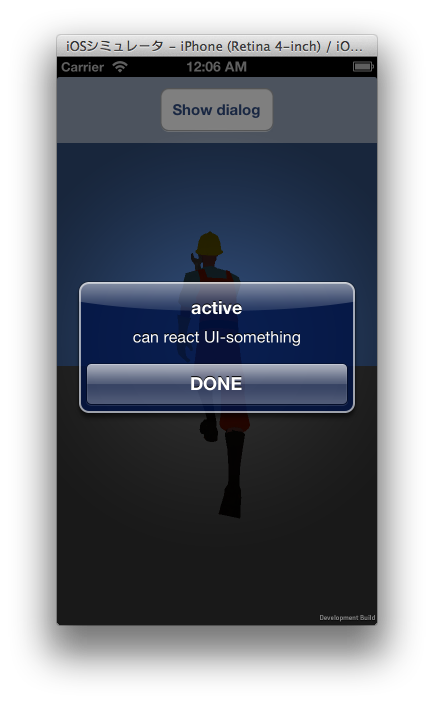 iOSシミュレータ – iPhone (Retina 4-inch) / iO...
Carrier 12:06 AM
Show dialog
active
can react UI-something
DONE
Development Build